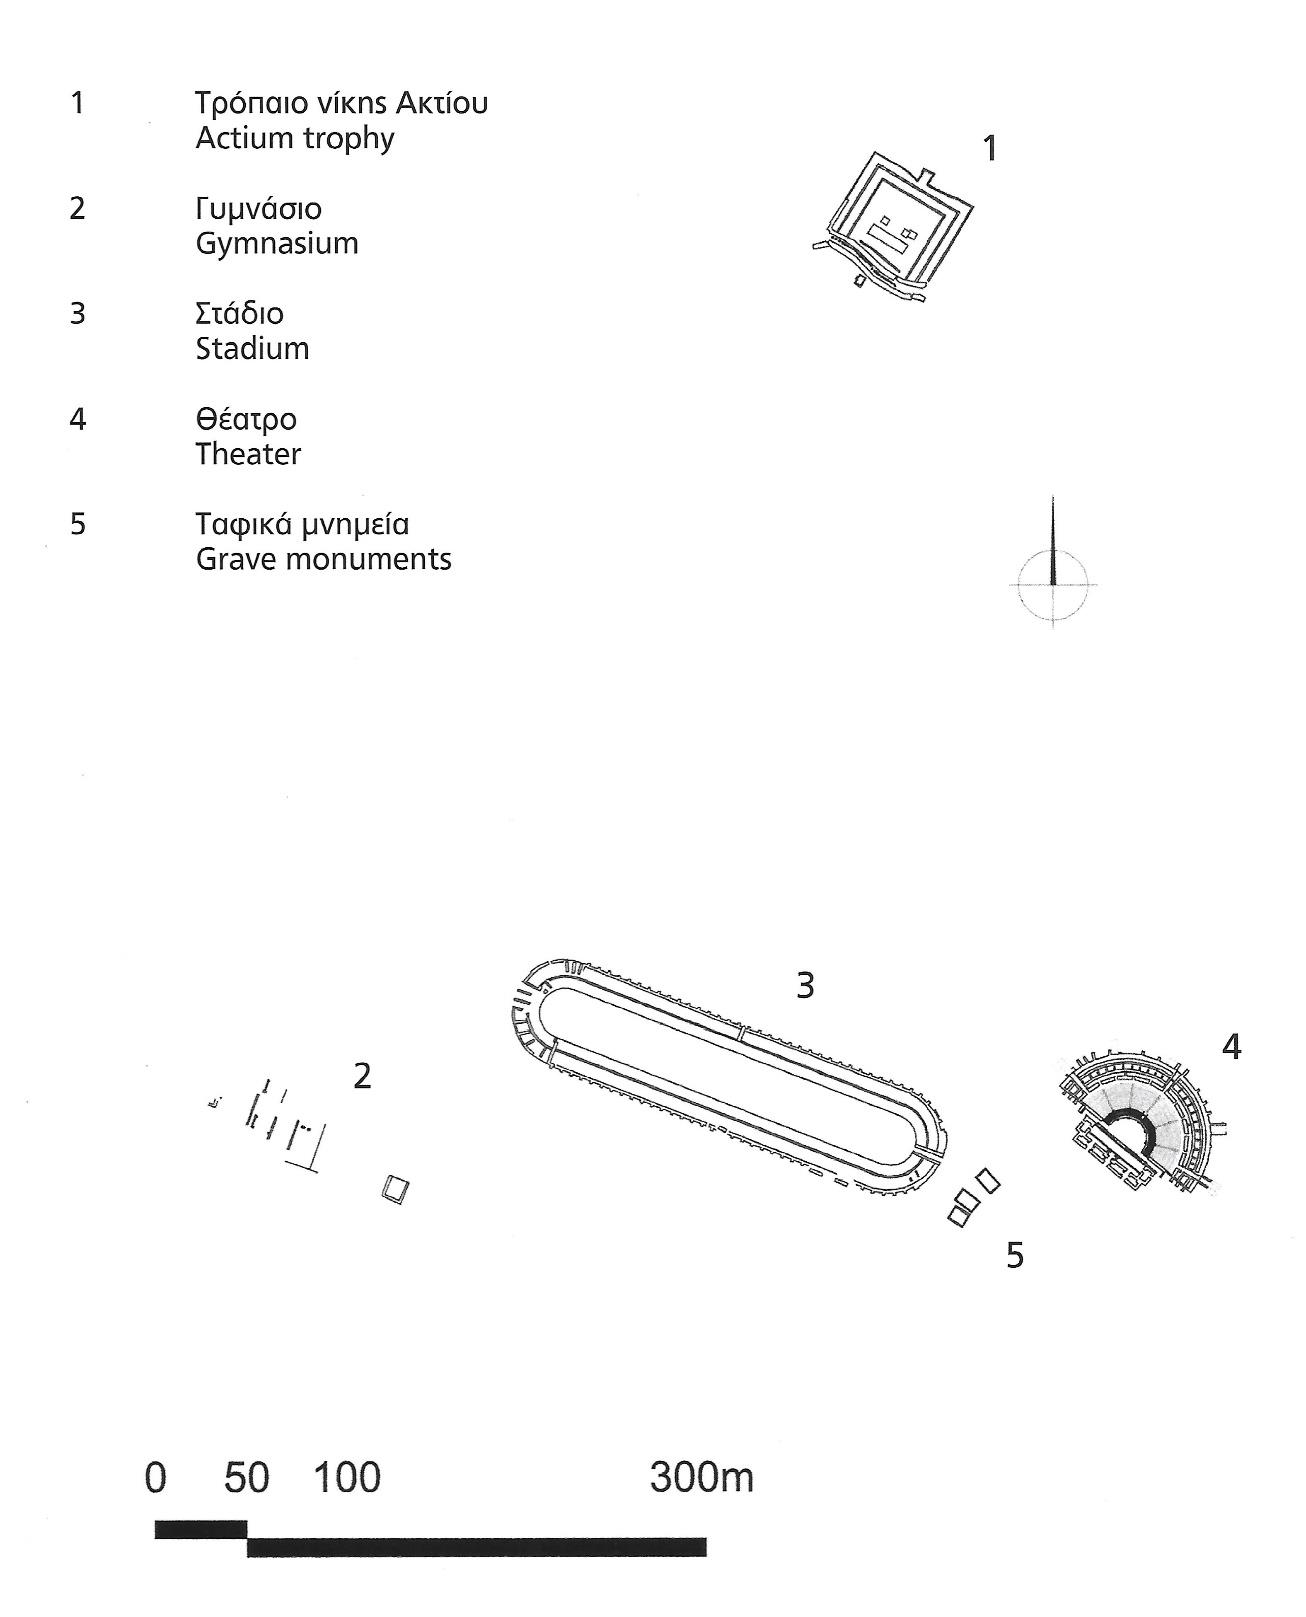 1 Τρόπαιο νίκης Ακτίου
Actium trophy
2 Γυμνάσιο
Gymnasium
3 Στάδιο
Stadium
4 Θέατρο
Theater
5 Ταφικά μνημεία
Grave monuments
1
3
4
2
5
0 50 100 300m